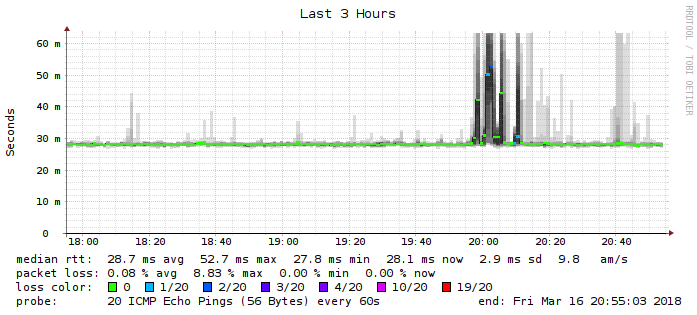 Last 3 Hours
RRDTOOL / TOBI OETIKER
Seconds
60 m
50 m
40 m
30 m
20 m
10 m
0
18:00 18:20 18:40 19:00 19:20 19:40 20:00 20:20 20:40
median rtt: 28.7 ms avg 52.7 ms max 27.8 ms min 28.1 ms now 2.9 ms sd 9.8 am/s
packet loss: 0.08 % avg 8.83 % max 0.00 % min 0.00 % now
loss color: 0 1/20 2/20 3/20 4/20 10/20 19/20
probe: 20 ICMP Echo Pings (56 Bytes) every 60s end: Fri Mar 16 20:55:03 2018